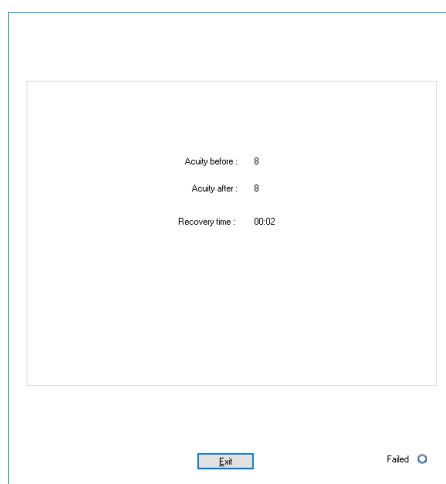 Acuity before : 8
Acuity after : 8
Recovery time : 00:02
Exit
Failed